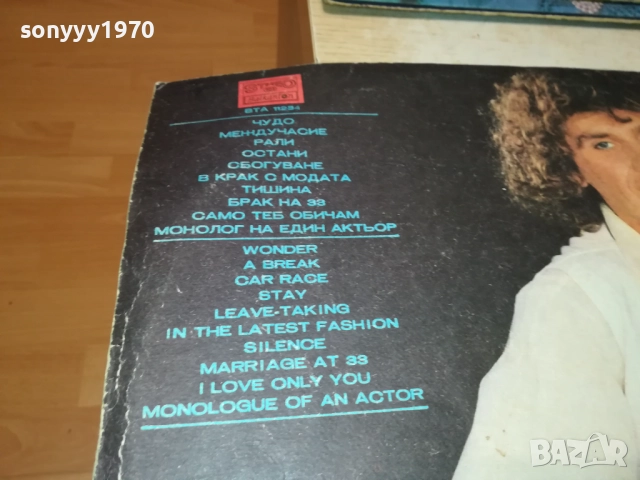 sonyyy1970
ВТА 11294
ЧУДО
МЕЖДУЧАСИЕ
РАЛИ
ОСТАНИ
СБОГУВАНЕ
В КРАК С МОДАТА
ТИШИНА
БРАК НА 33
САМО ТЕБ ОБИЧАМ
МОНОЛОГ НА ЕДИН АКТЬОР
WONDER
A BREAK
CAR RACE
STAY
LEAVE-TAKING
IN THE LATEST FASHION
SILENCE
MARRIAGE AT 33
I LOVE ONLY YOU
MONOLOGUE OF AN ACTOR
BAZAR